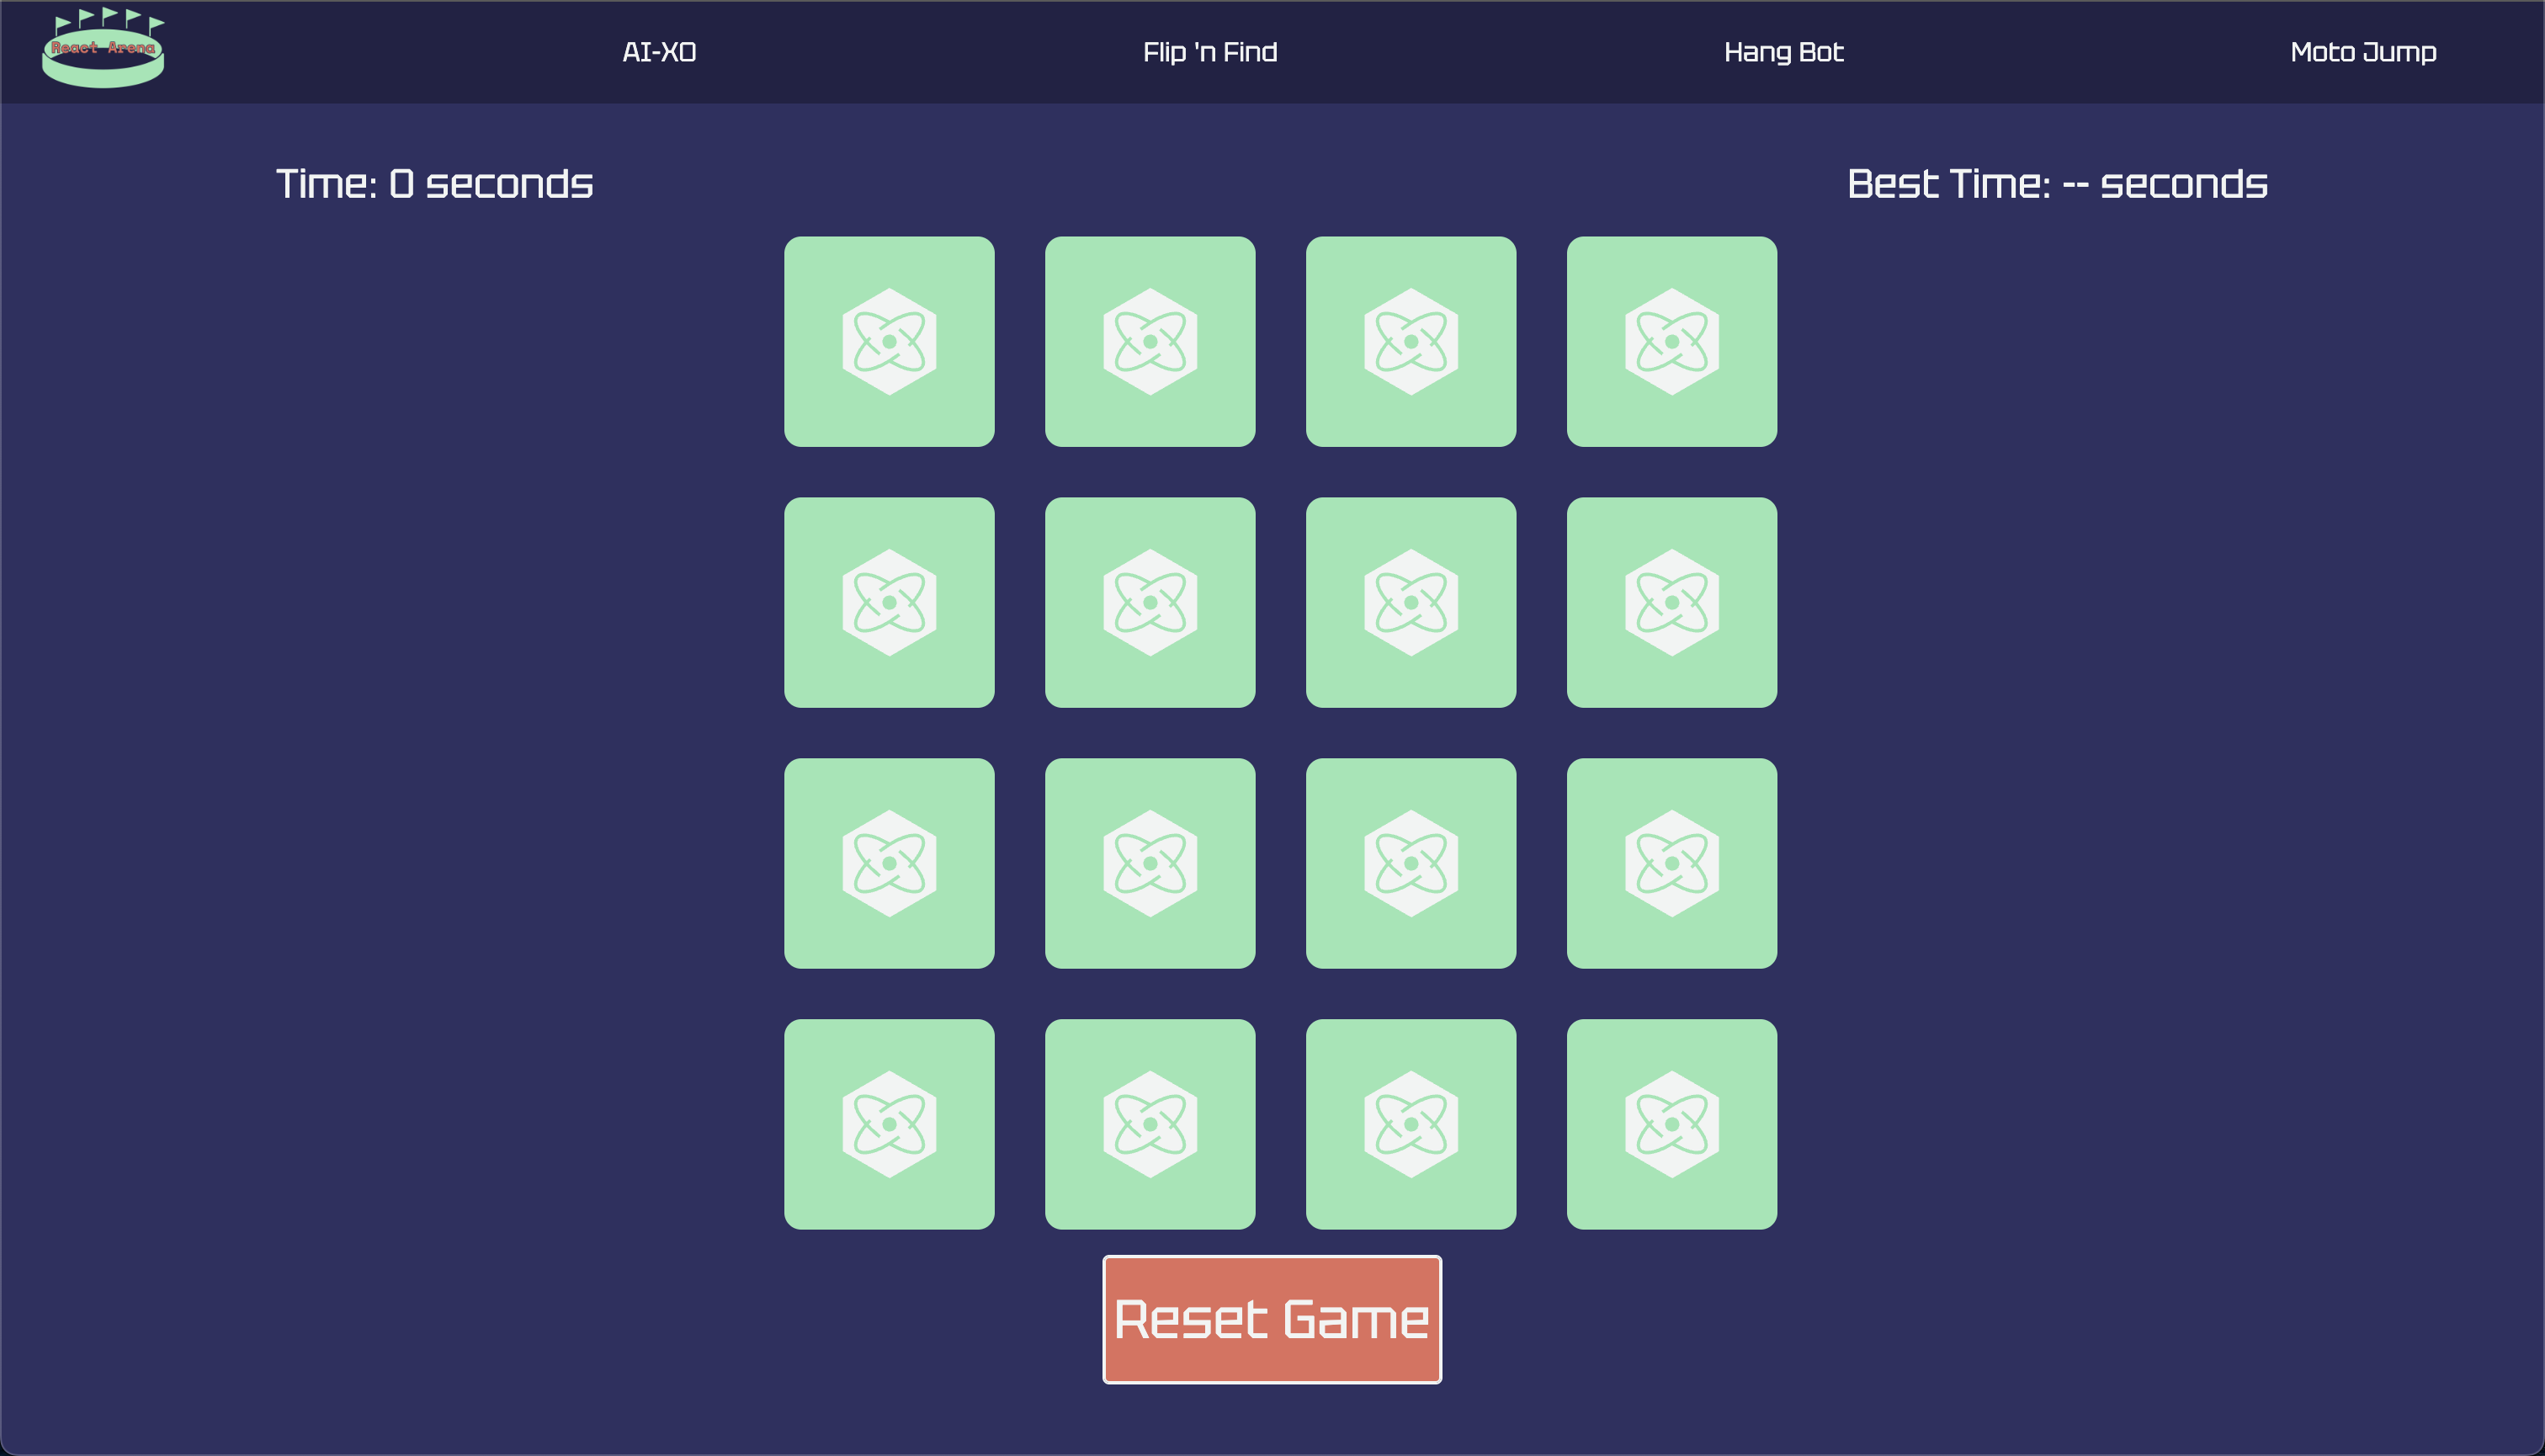 React Arena
AI-XO
Flip 'n Find
Hang Bot
Moto Jump
Time: 0 seconds
Best Time: -- seconds
Reset Game